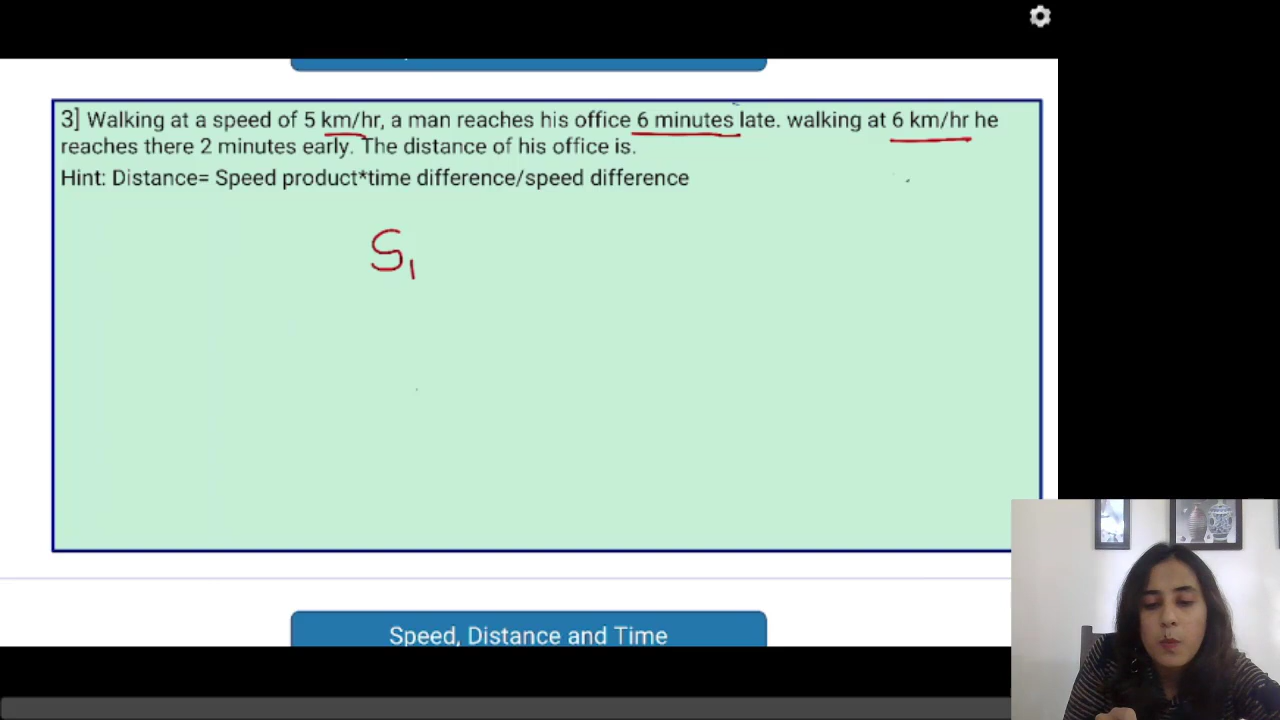 3] Walking at a speed of 5 km/hr, a man reaches his office 6 minutes late. walking at 6 km/hr he
reaches there 2 minutes early. The distance of his office is.
Hint: Distance= Speed product*time difference/speed difference
S₁
Speed, Distance and Time